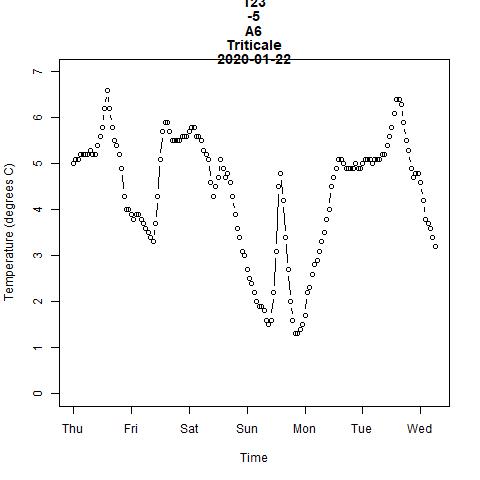 123
-5
A6
Triticale
2020-01-22
Temperature (degrees C)
7
6
5
4
3
2
1
0
Thu Fri Sat Sun Mon Tue Wed
Time